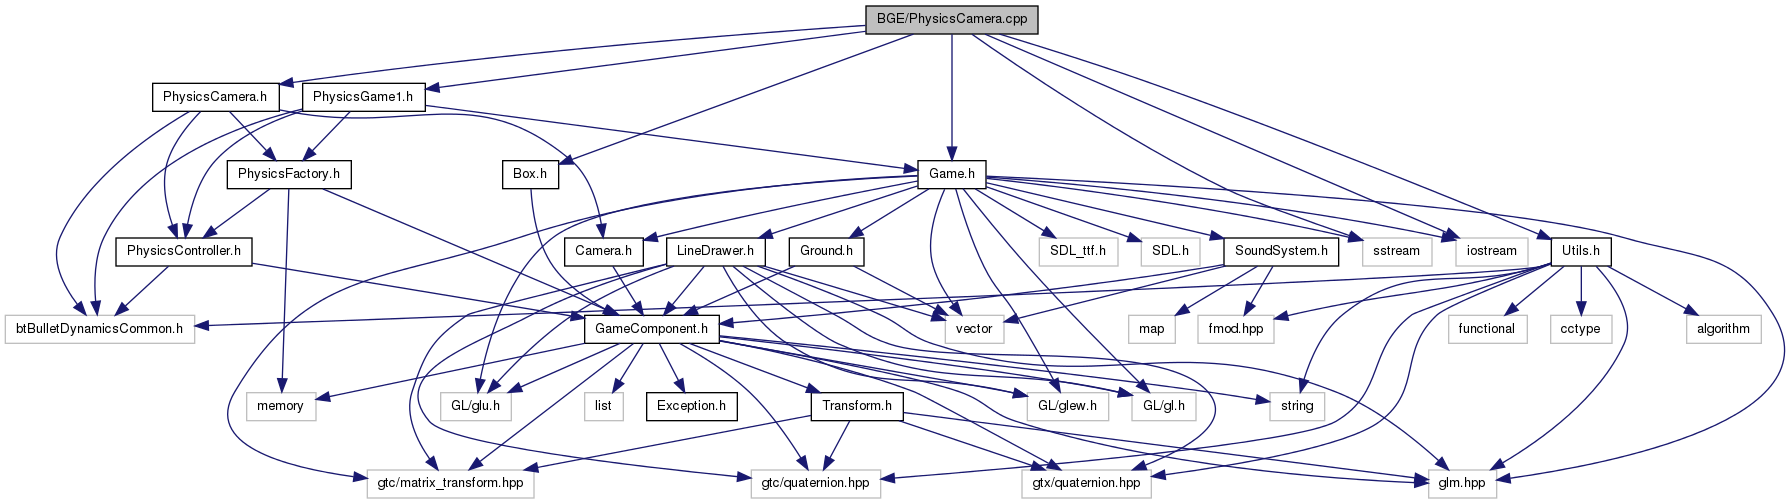 BGE/PhysicsCamera.cpp
PhysicsCamera.h
PhysicsGame1.h
PhysicsFactory.h
Box.h
Game.h
PhysicsController.h
Camera.h
LineDrawer.h
Ground.h
SDL_ttf.h
SDL.h
SoundSystem.h
sstream
iostream
Utils.h
btBulletDynamicsCommon.h
GameComponent.h
vector
map
fmod.hpp
functional
cctype
algorithm
memory
GL/glu.h
list
Exception.h
Transform.h
GL/glew.h
GL/gl.h
string
gtc/matrix_transform.hpp
gtc/quaternion.hpp
gtx/quaternion.hpp
glm.hpp